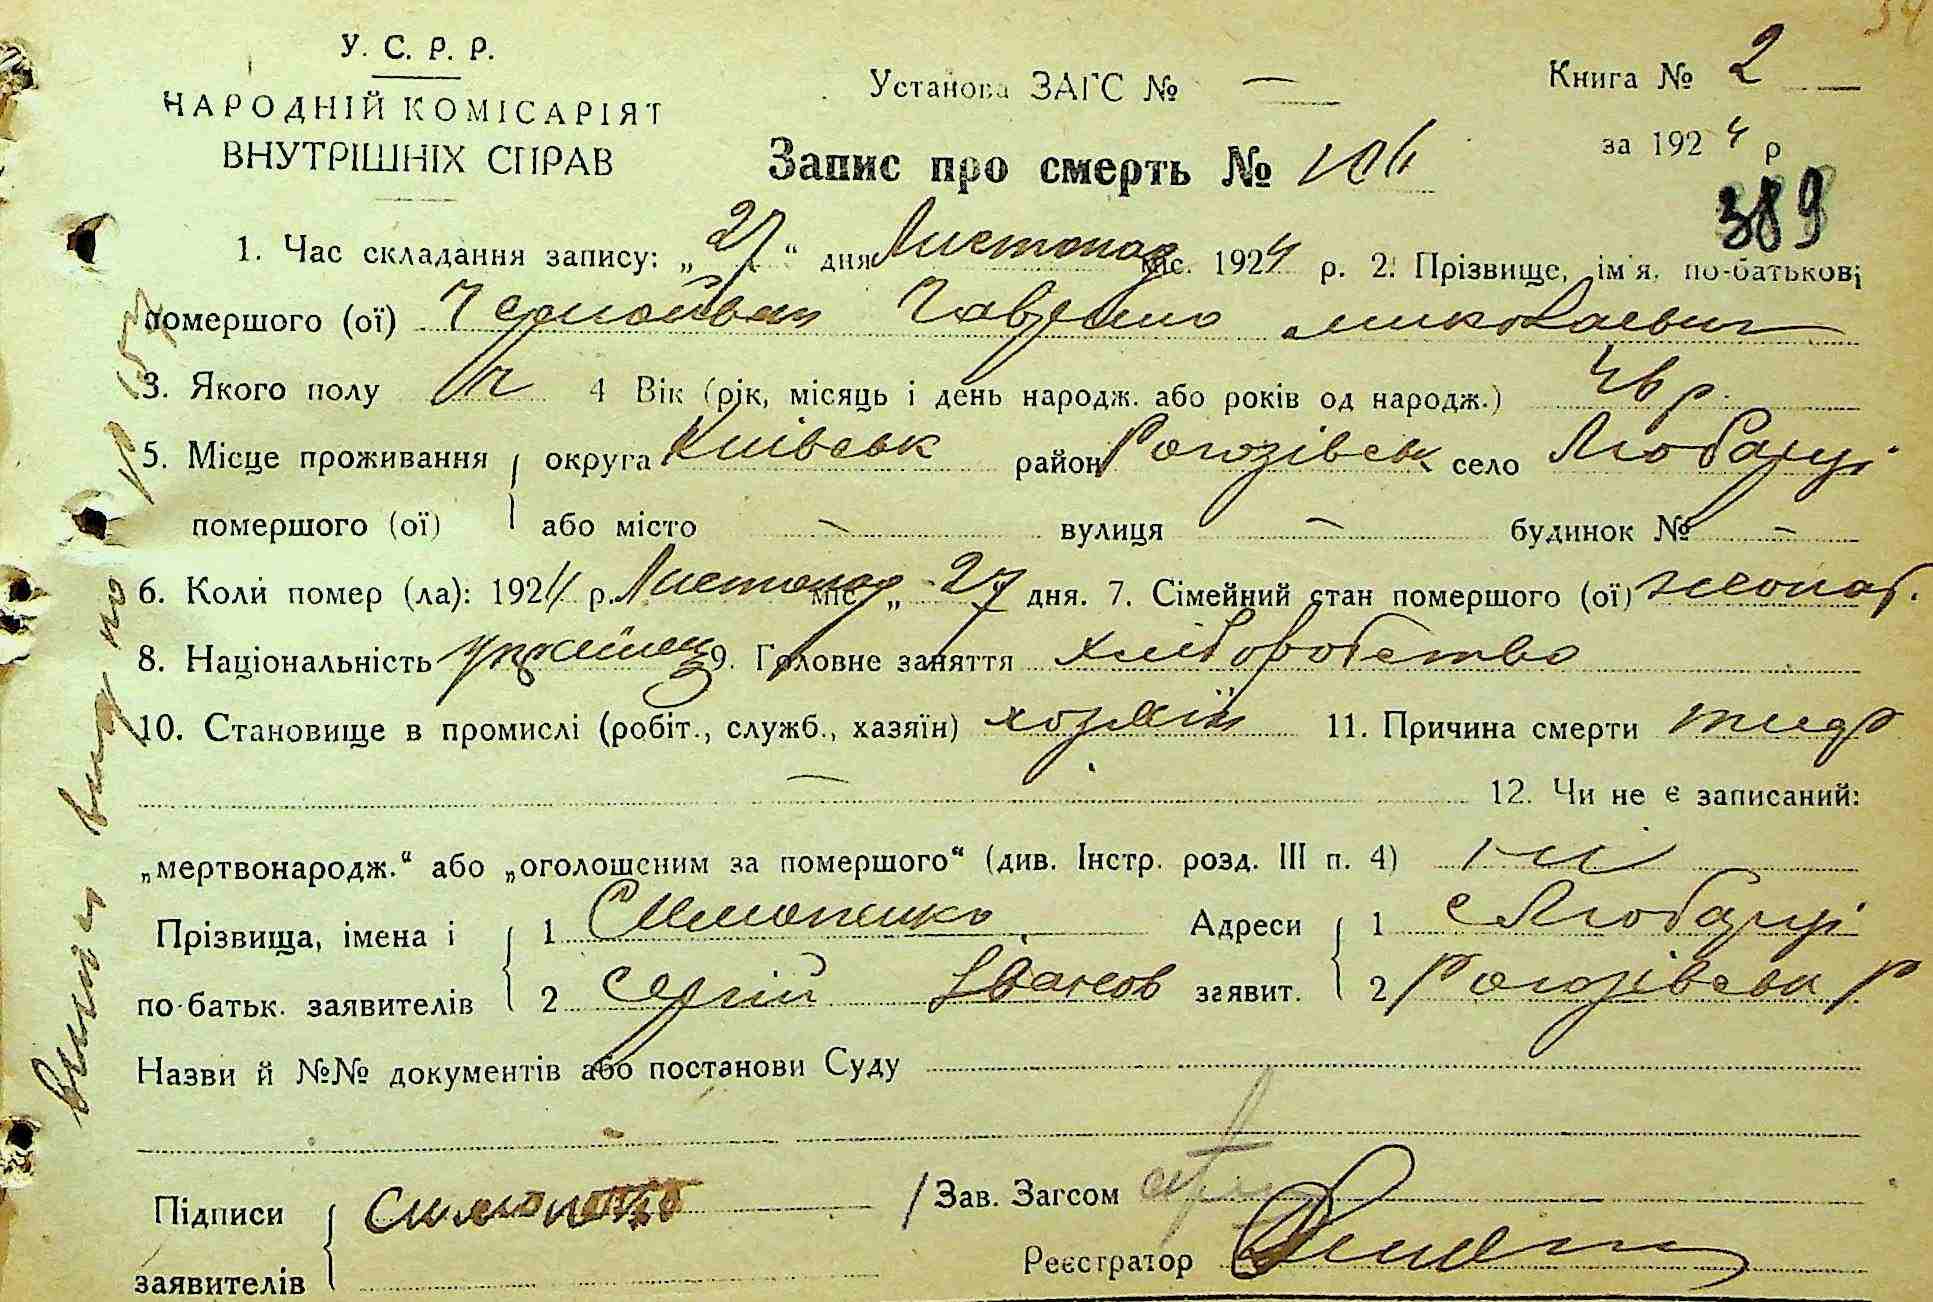 У. С. Р. Р.
НАРОДНІЙ КОМІСАРІЯТ
ВНУТРІШНІХ СПРАВ
Установа ЗАГС № —
Книга № 2
за 1924 р
Запис про смерть №
389
1. Час складання запису: „27“ дня Листопад міс. 1924 р. 2. Прізвище, ім'я, по-батькові
помершого (ої) Гаврило миколаевич
3. Якого полу ч 4 Вік (рік, місяць і день народж. або років од народж.) р.
5. Місце проживання округа Київськ район Рогозівськ село Любарці
помершого (ої) або місто — вулиця — будинок № —
6. Коли помер (ла): 1924 р. Листопад міс „27 дня. 7. Сімейний стан помершого (ої)
8. Національність 9. Головне заняття хліборобство
10. Становище в промислі (робіт., служб., хазяїн) хозяїн 11. Причина смерти тиф
— 12. Чи не є записаний:
„мертвонародж.“ або „оголошеним за помершого“ (див. Інстр. розд. III п. 4) ні
Прізвища, імена і 1 Симоненко Адреси 1 с Любарці
по-батьк. заявителів 2 Сергій Іванов заявит. 2 Рогозівськ р
Назви й №№ документів або постанови Суду
Підписи Симоненко Зав. Загсом
заявителів Реєстратор